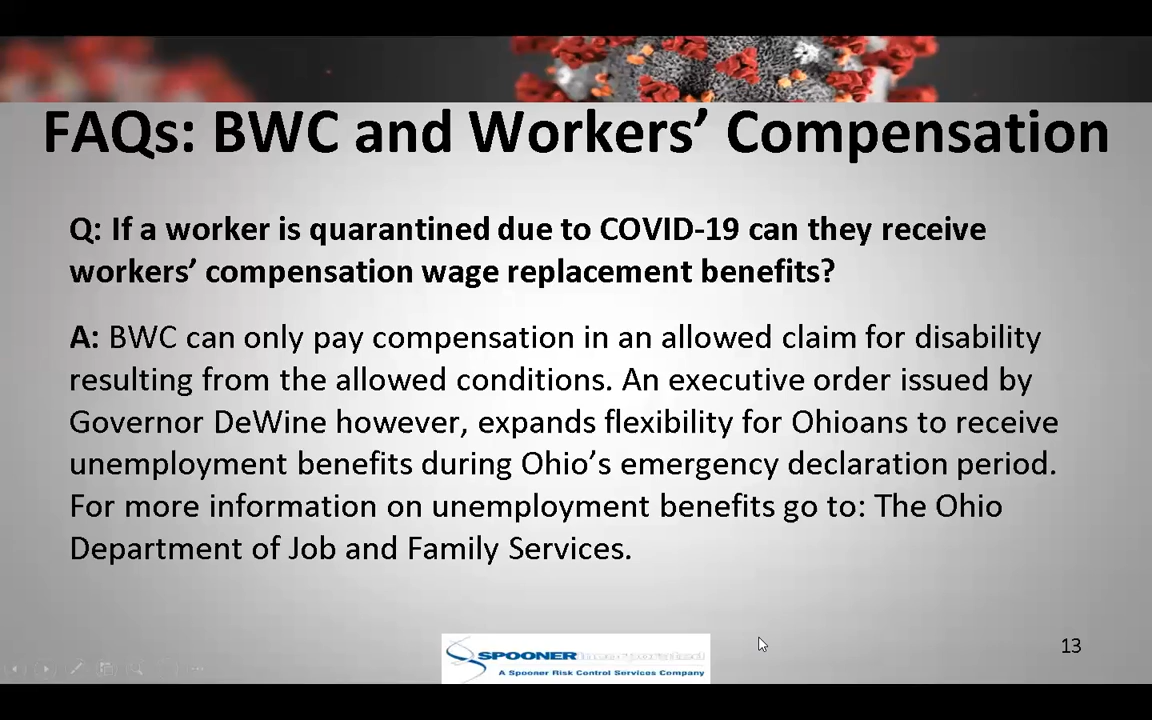 FAQs: BWC and Workers’ Compensation
Q: If a worker is quarantined due to COVID-19 can they receive
workers’ compensation wage replacement benefits?
A: BWC can only pay compensation in an allowed claim for disability
resulting from the allowed conditions. An executive order issued by
Governor DeWine however, expands flexibility for Ohioans to receive
unemployment benefits during Ohio’s emergency declaration period.
For more information on unemployment benefits go to: The Ohio
Department of Job and Family Services.
SPOONER Incorporated
A Spooner Risk Control Services Company
13